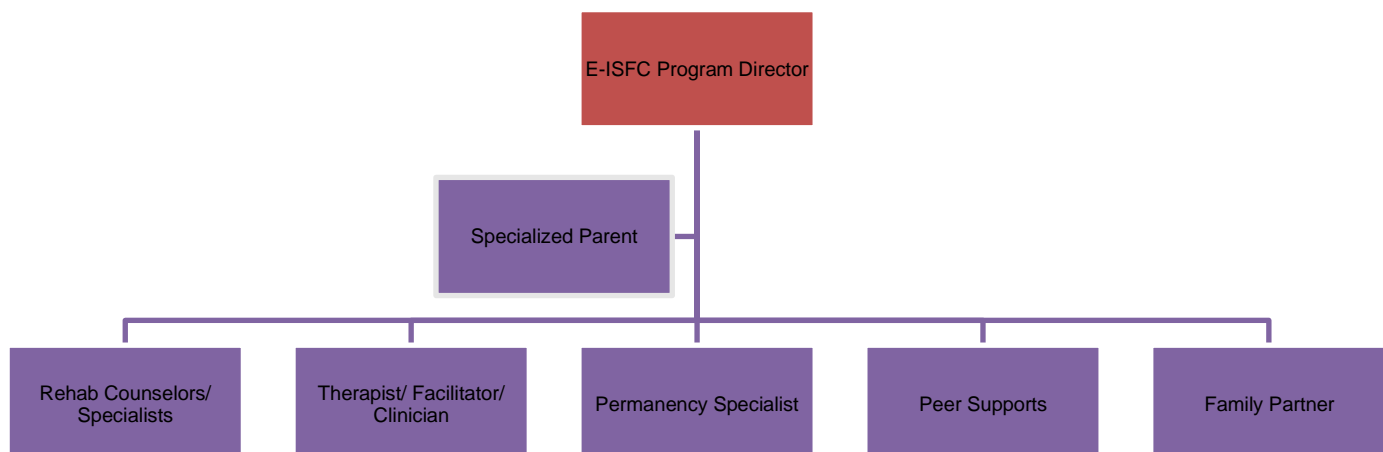 E-ISFC Program Director
Specialized Parent
Rehab Counselors/
Specialists
Therapist/ Facilitator/
Clinician
Permanency Specialist
Peer Supports
Family Partner